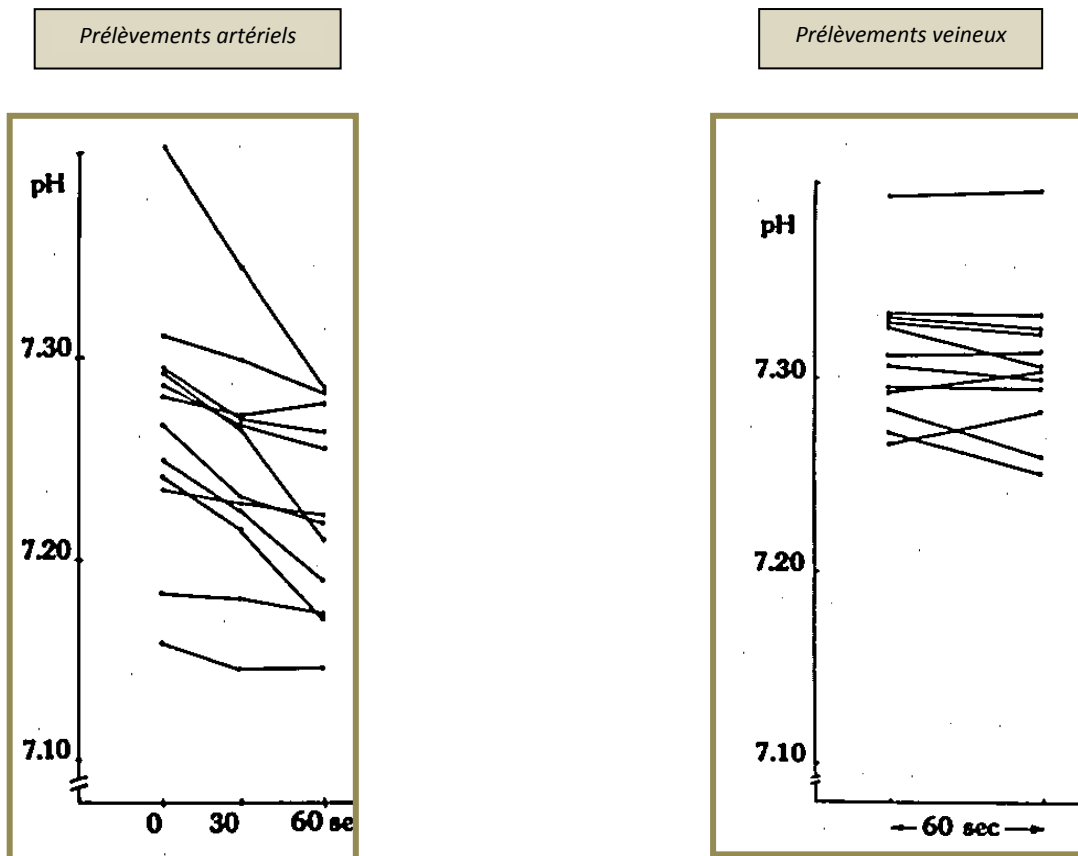 Prélèvements artériels
Prélèvements veineux
pH
7.30
7.20
7.10
0 30 60 se
pH
7.30
7.20
7.10
60 sec